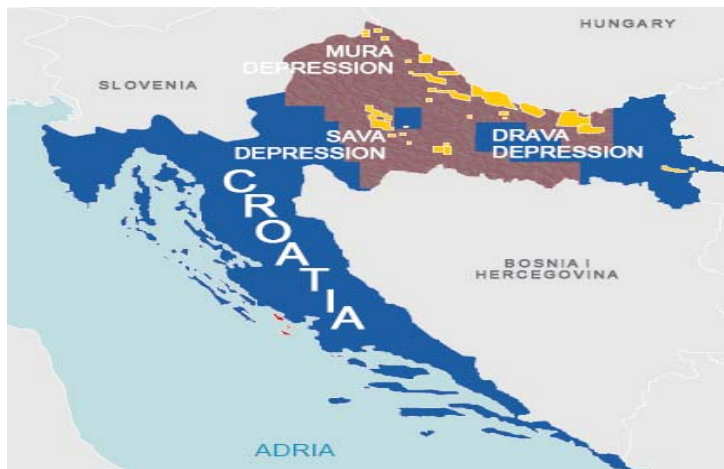 HUNGARY
MURA
DEPRESSION
SLOVENIA
SAVA
DEPRESSION
DRAVA
DEPRESSION
CROATIA
BOSNIA I
HERCEGOVINA
ADRIA